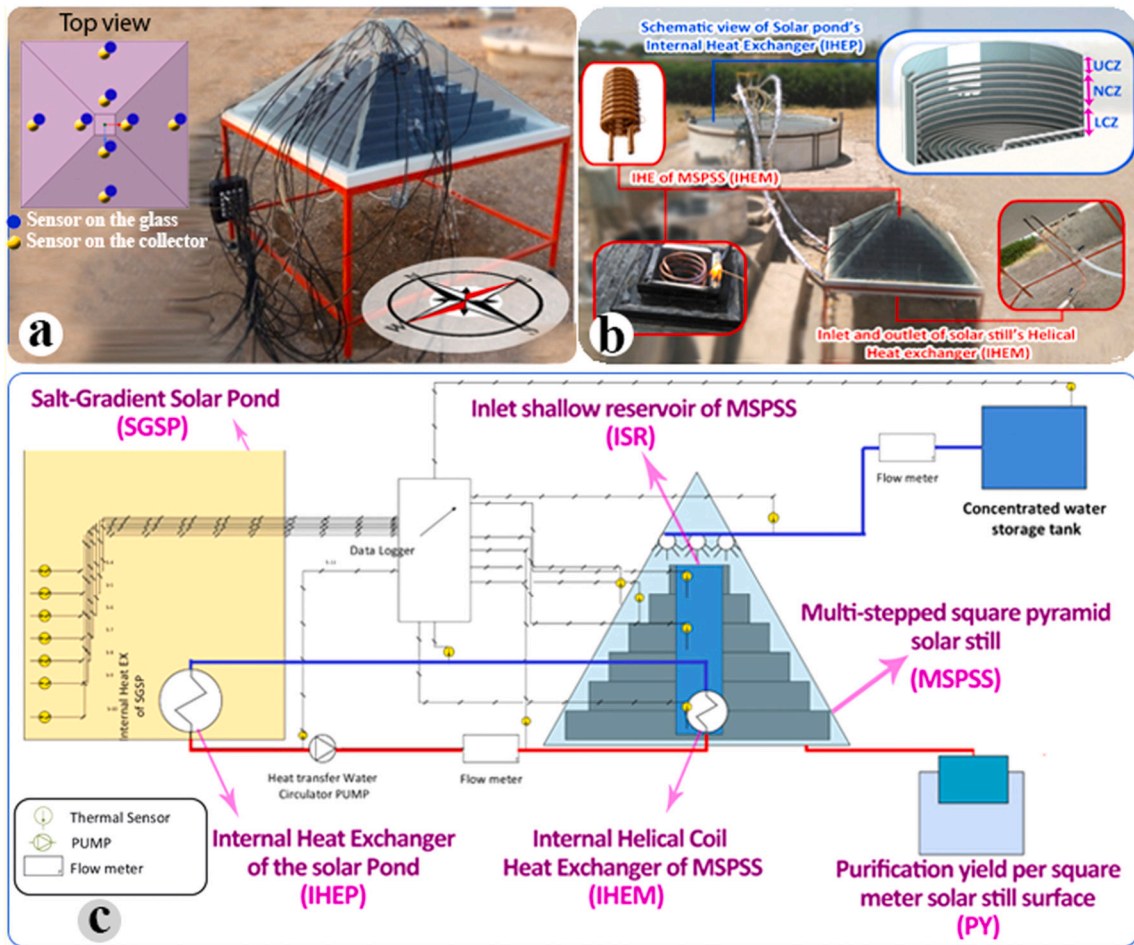 Top view
Sensor on the glass
Sensor on the collector
a
Schematic view of Solar pond's
Internal Heat Exchanger (IHEP)
UCZ
NCZ
LCZ
IHE of MSPSS (IHEM)
Inlet and outlet of solar still's Helical
Heat exchanger (IHEM)
b
Salt-Gradient Solar Pond
(SGSP)
Inlet shallow reservoir of MSPSS
(ISR)
Flow meter
Concentrated water
storage tank
Data Logger
Multi-stepped square pyramid
solar still
(MSPSS)
Internal Heat EX
of SGSP
Heat transfer Water
Circulator PUMP
Flow meter
Thermal Sensor
PUMP
Flow meter
Internal Heat Exchanger
of the solar Pond
(IHEP)
Internal Helical Coil
Heat Exchanger of MSPSS
(IHEM)
Purification yield per square
meter solar still surface
(PY)
c